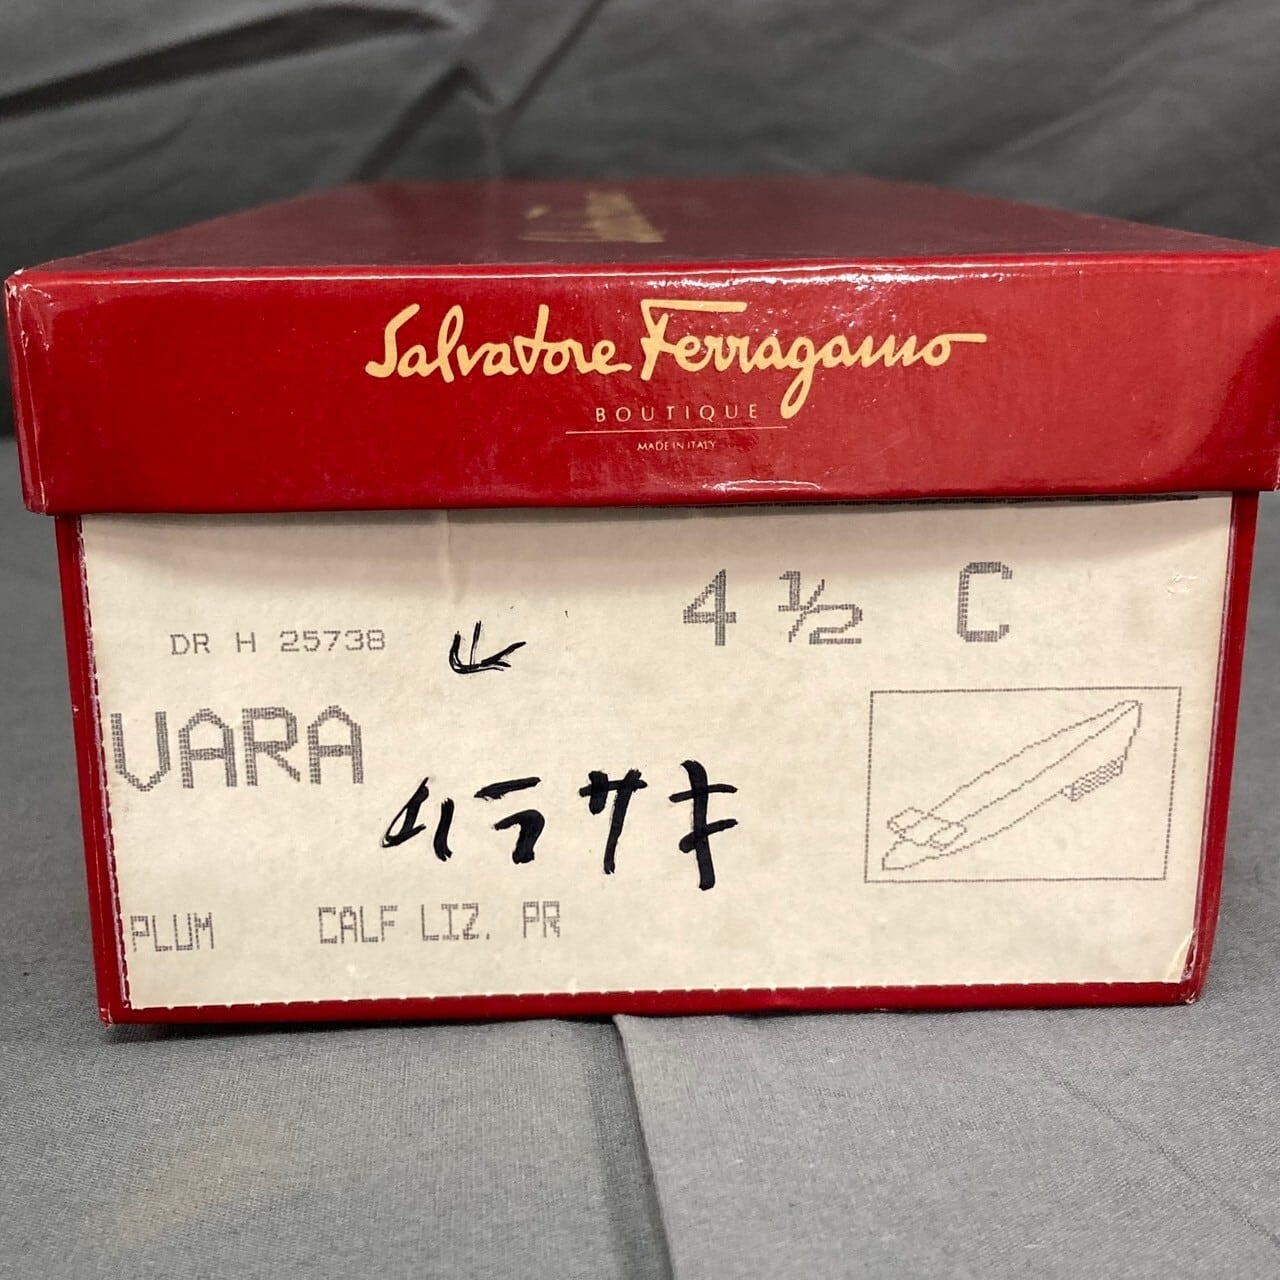 Salvatore Ferragamo
BOUTIQUE
MADE IN ITALY
4 ½ C
DR H 25738
VARA
ムラサキ
PLUM CALF LIZ. PR